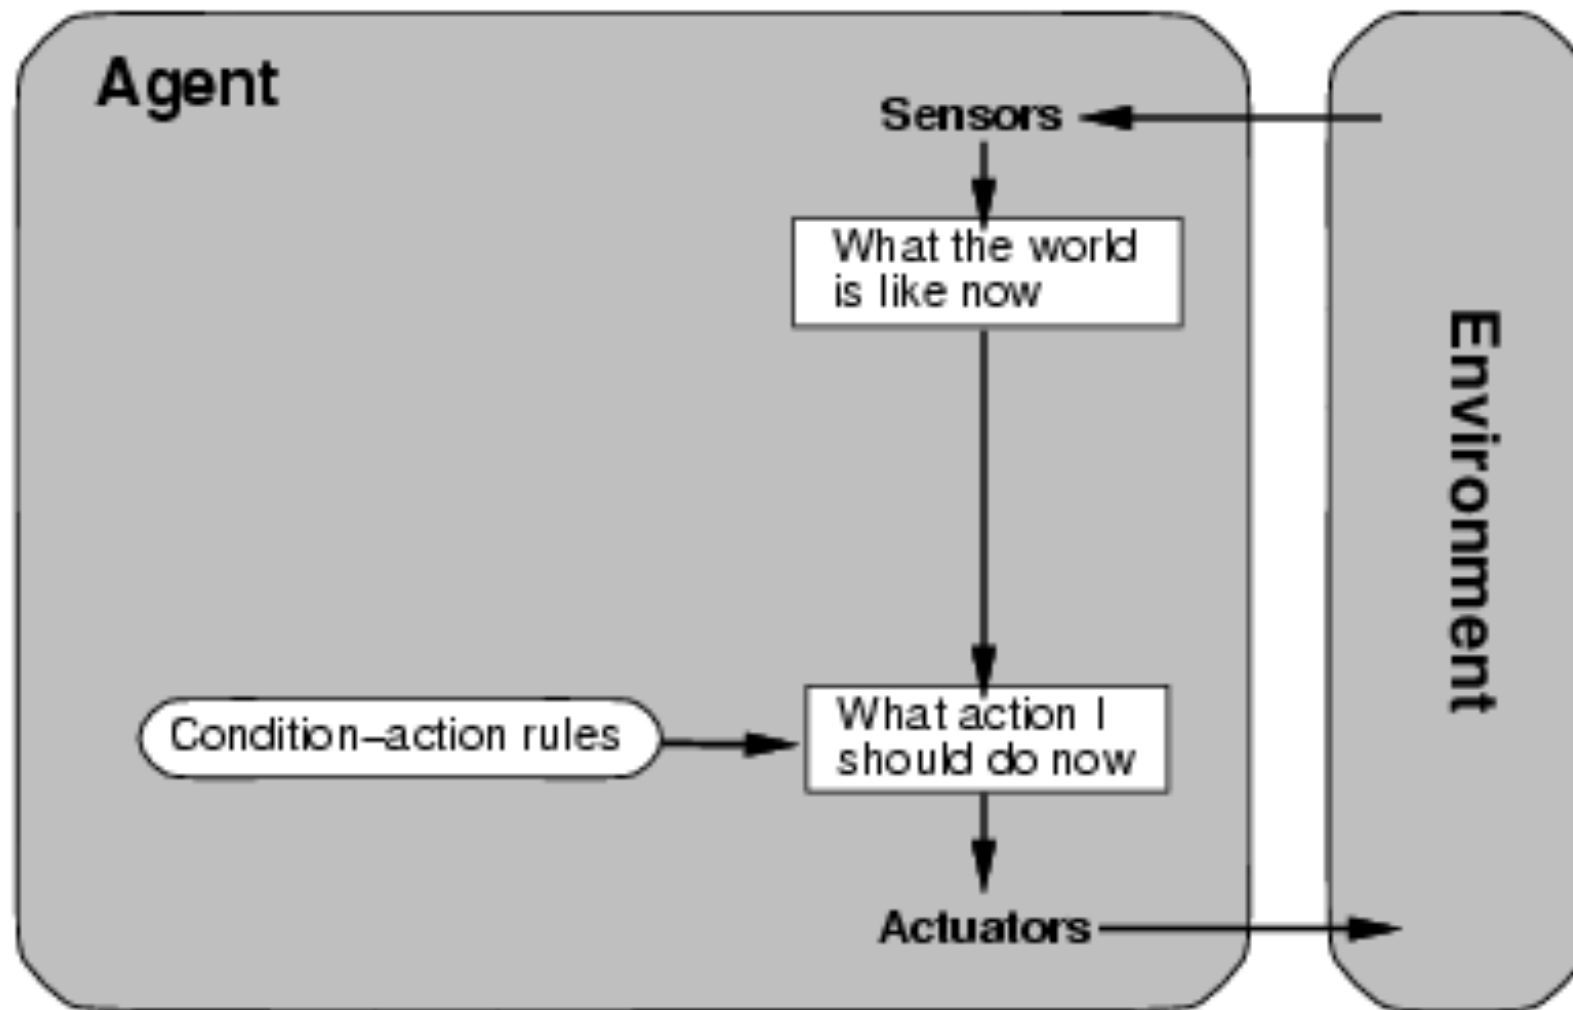 Agent
Sensors
What the world
is like now
Environment
Condition–action rules
What action I
should do now
Actuators